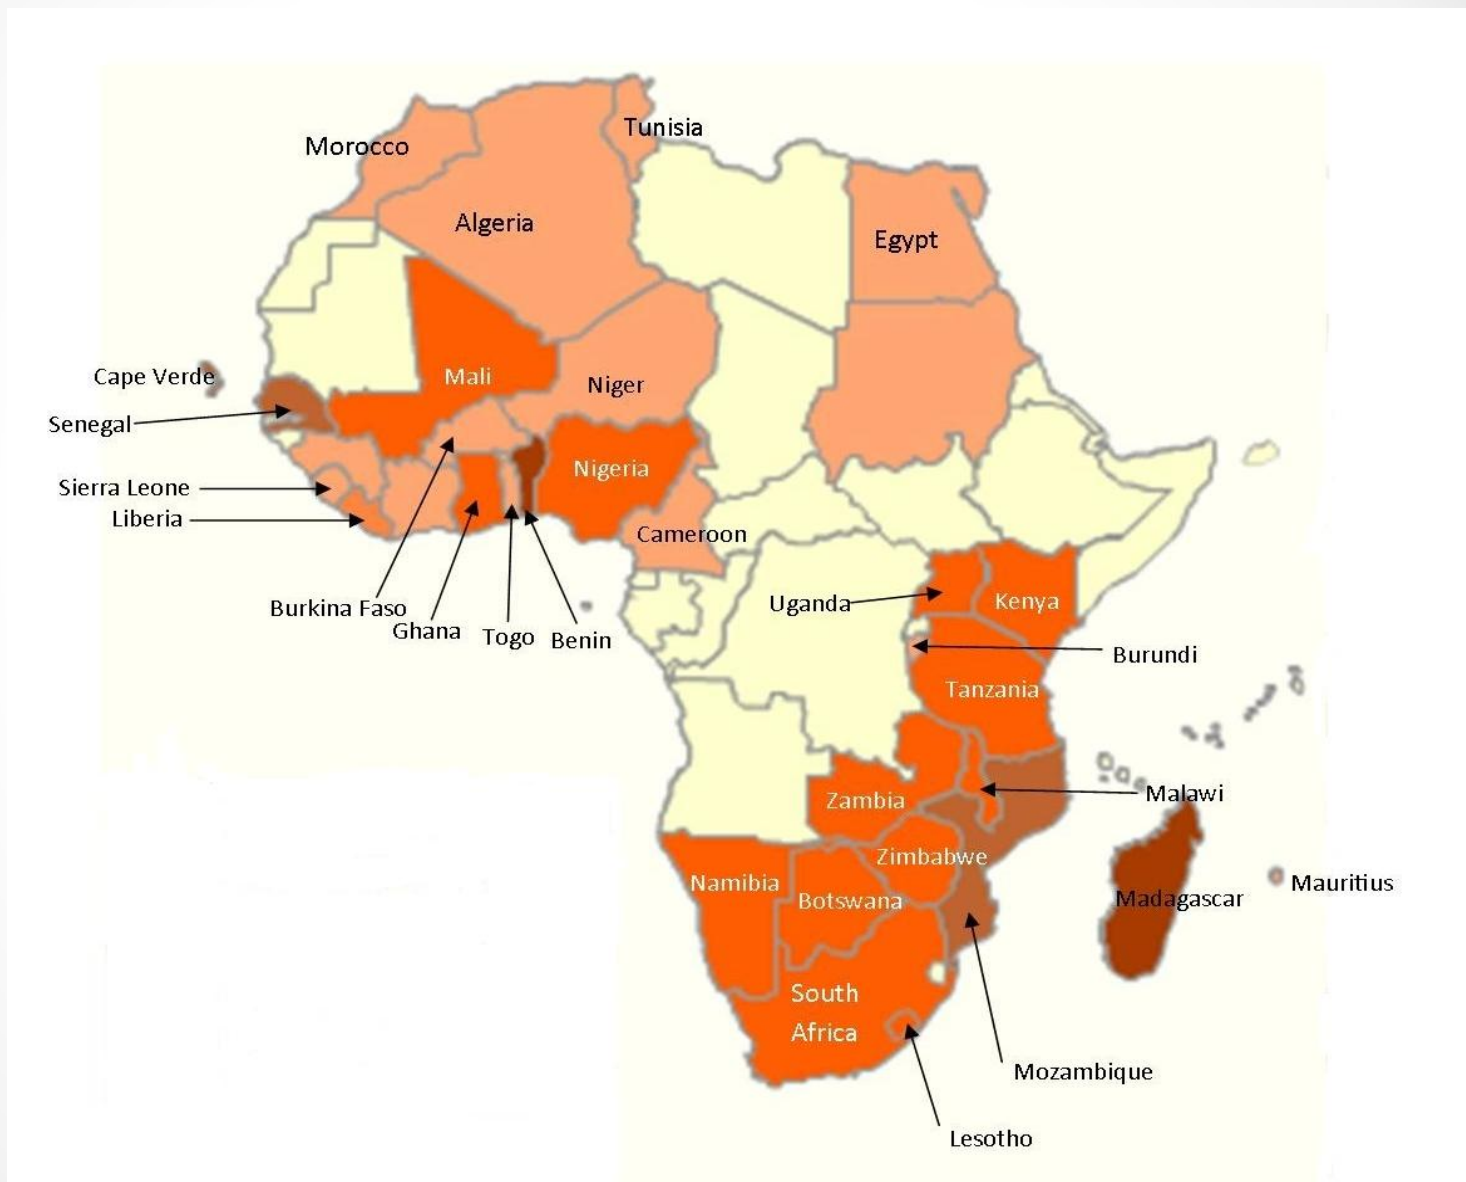 Tunisia
Morocco
Algeria
Egypt
Cape Verde
Mali
Niger
Senegal
Nigeria
Sierra Leone
Liberia
Cameroon
Uganda
Kenya
Burkina Faso
Ghana
Togo
Benin
Burundi
Tanzania
Malawi
Zambia
Zimbabwe
Namibia
Botswana
Madagascar
Mauritius
South
Africa
Mozambique
Lesotho